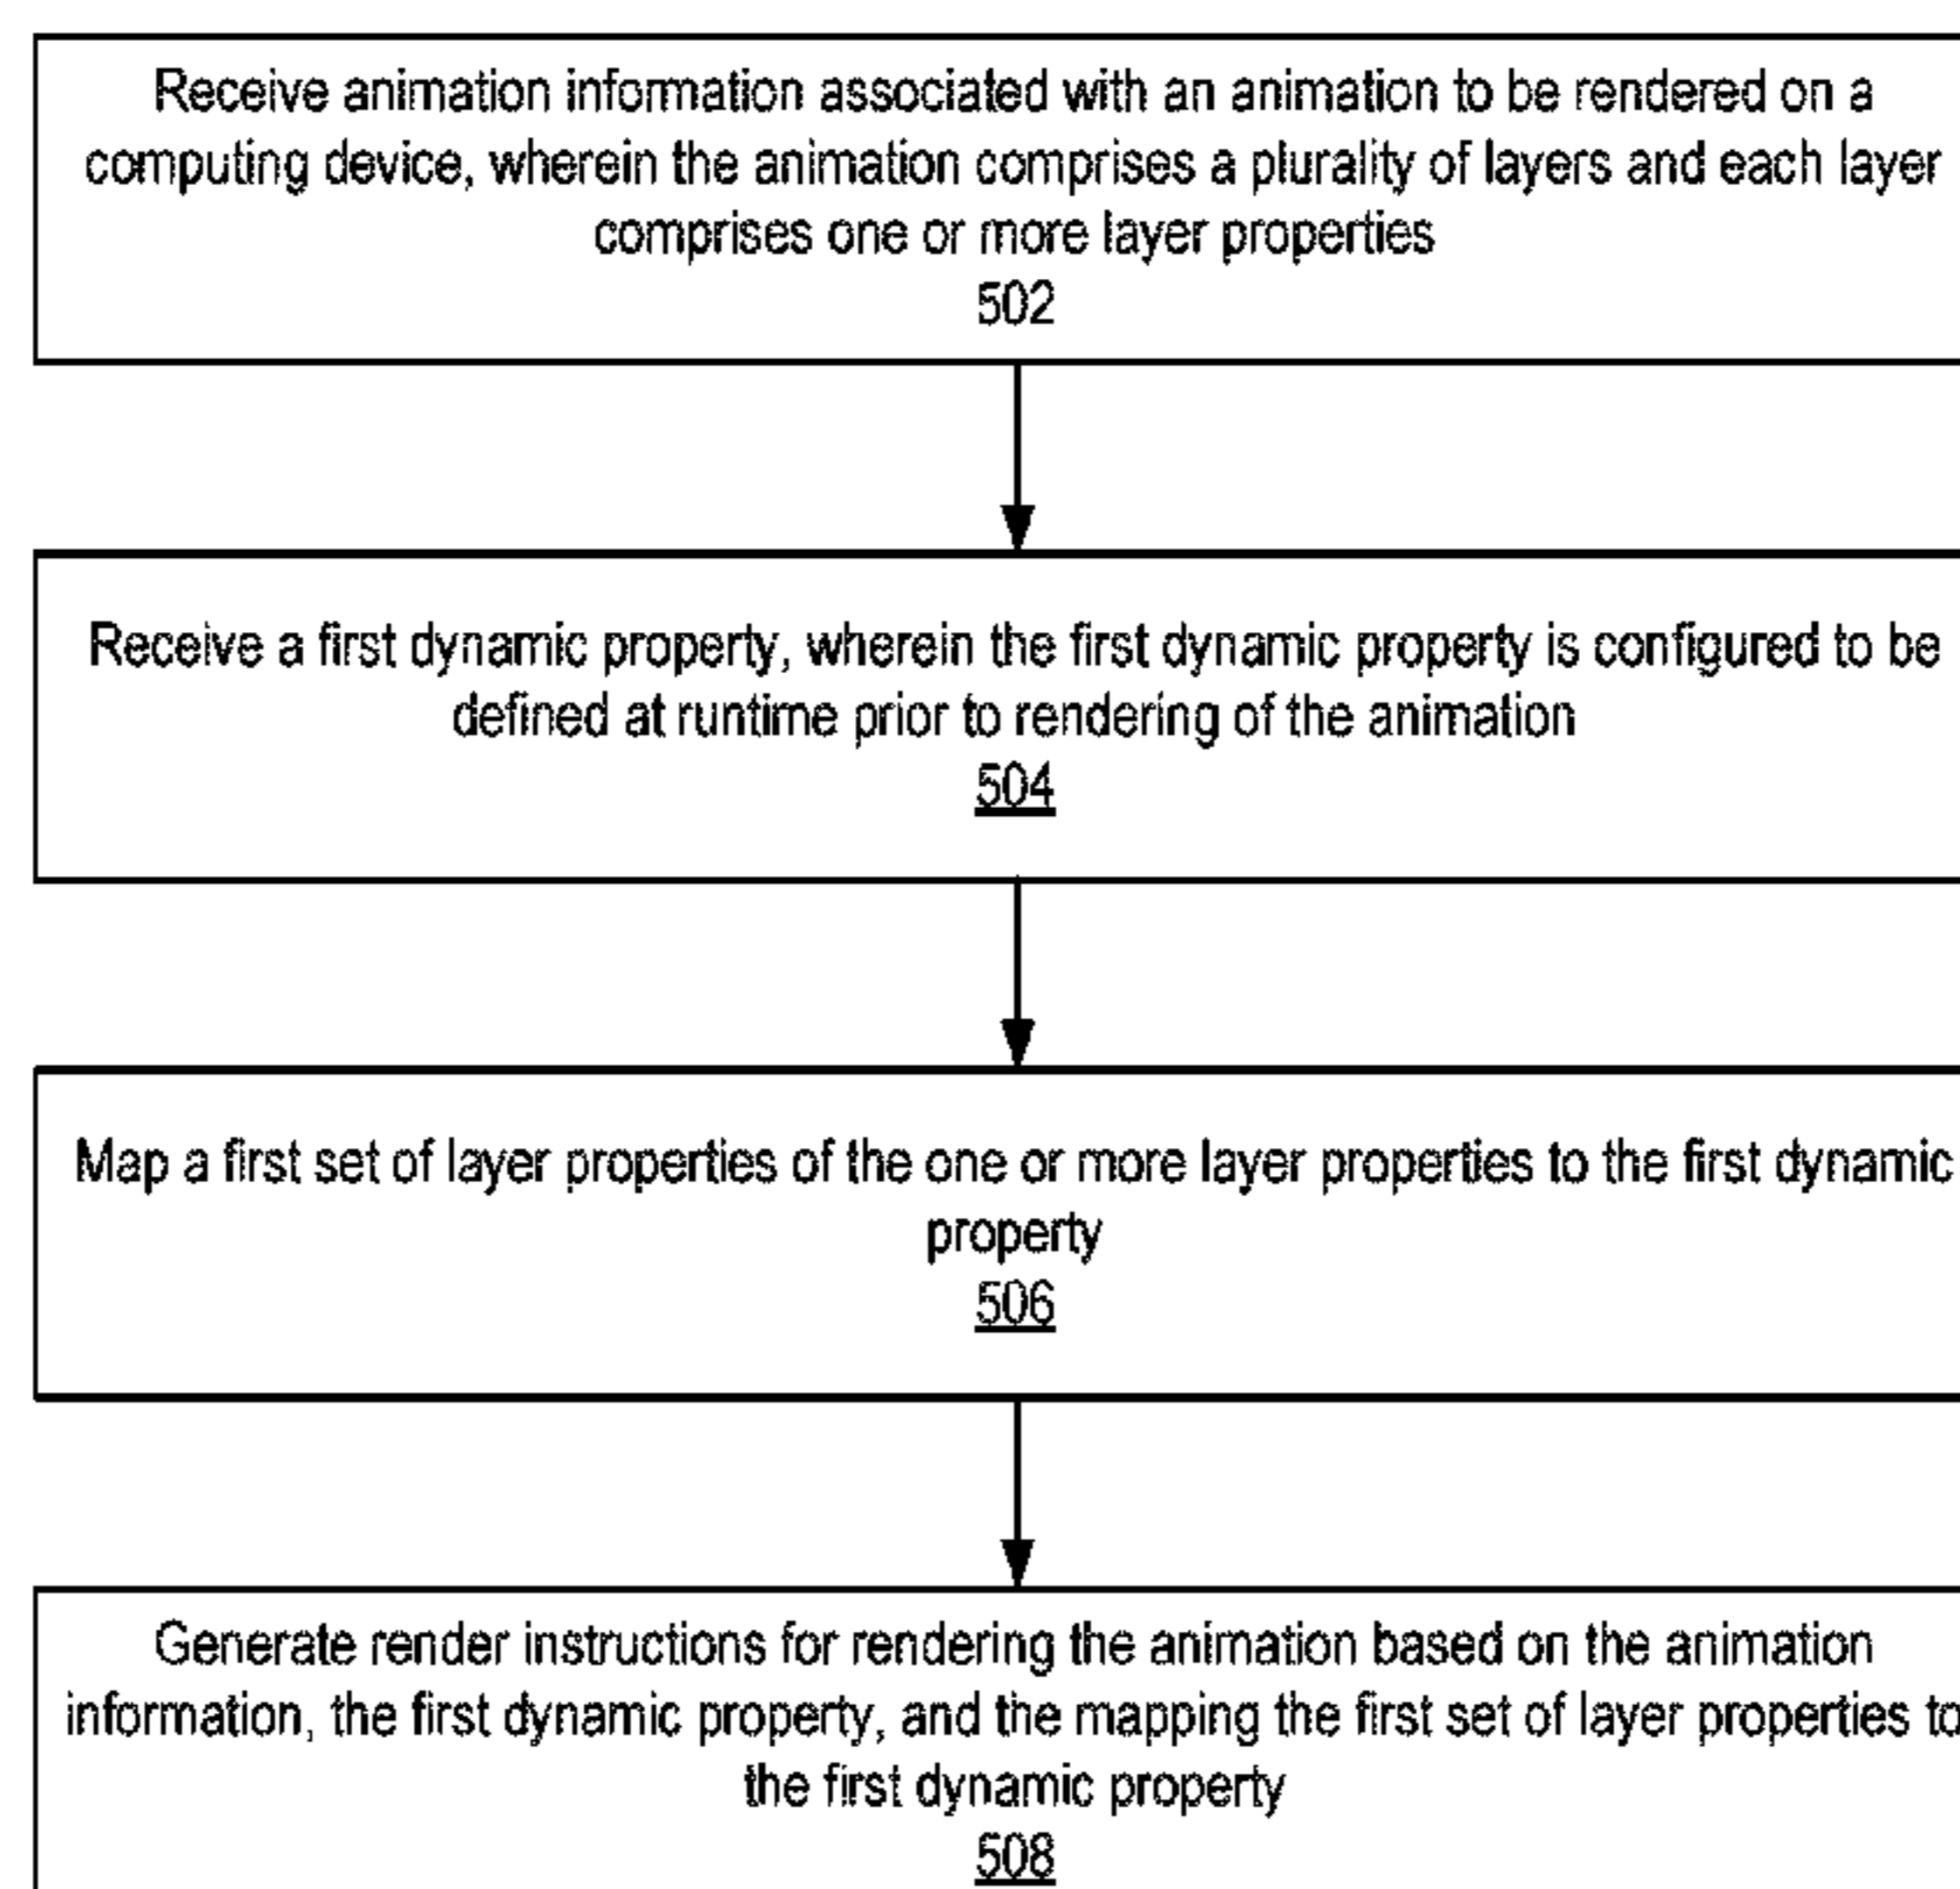 Receive animation information associated with an animation to be rendered on a
computing device, wherein the animation comprises a plurality of layers and each layer
comprises one or more layer properties
502
Receive a first dynamic property, wherein the first dynamic property is configured to be
defined at runtime prior to rendering of the animation
504
Map a first set of layer properties of the one or more layer properties to the first dynamic
property
506
Generate render instructions for rendering the animation based on the animation
information, the first dynamic property, and the mapping the first set of layer properties to
the first dynamic property
508